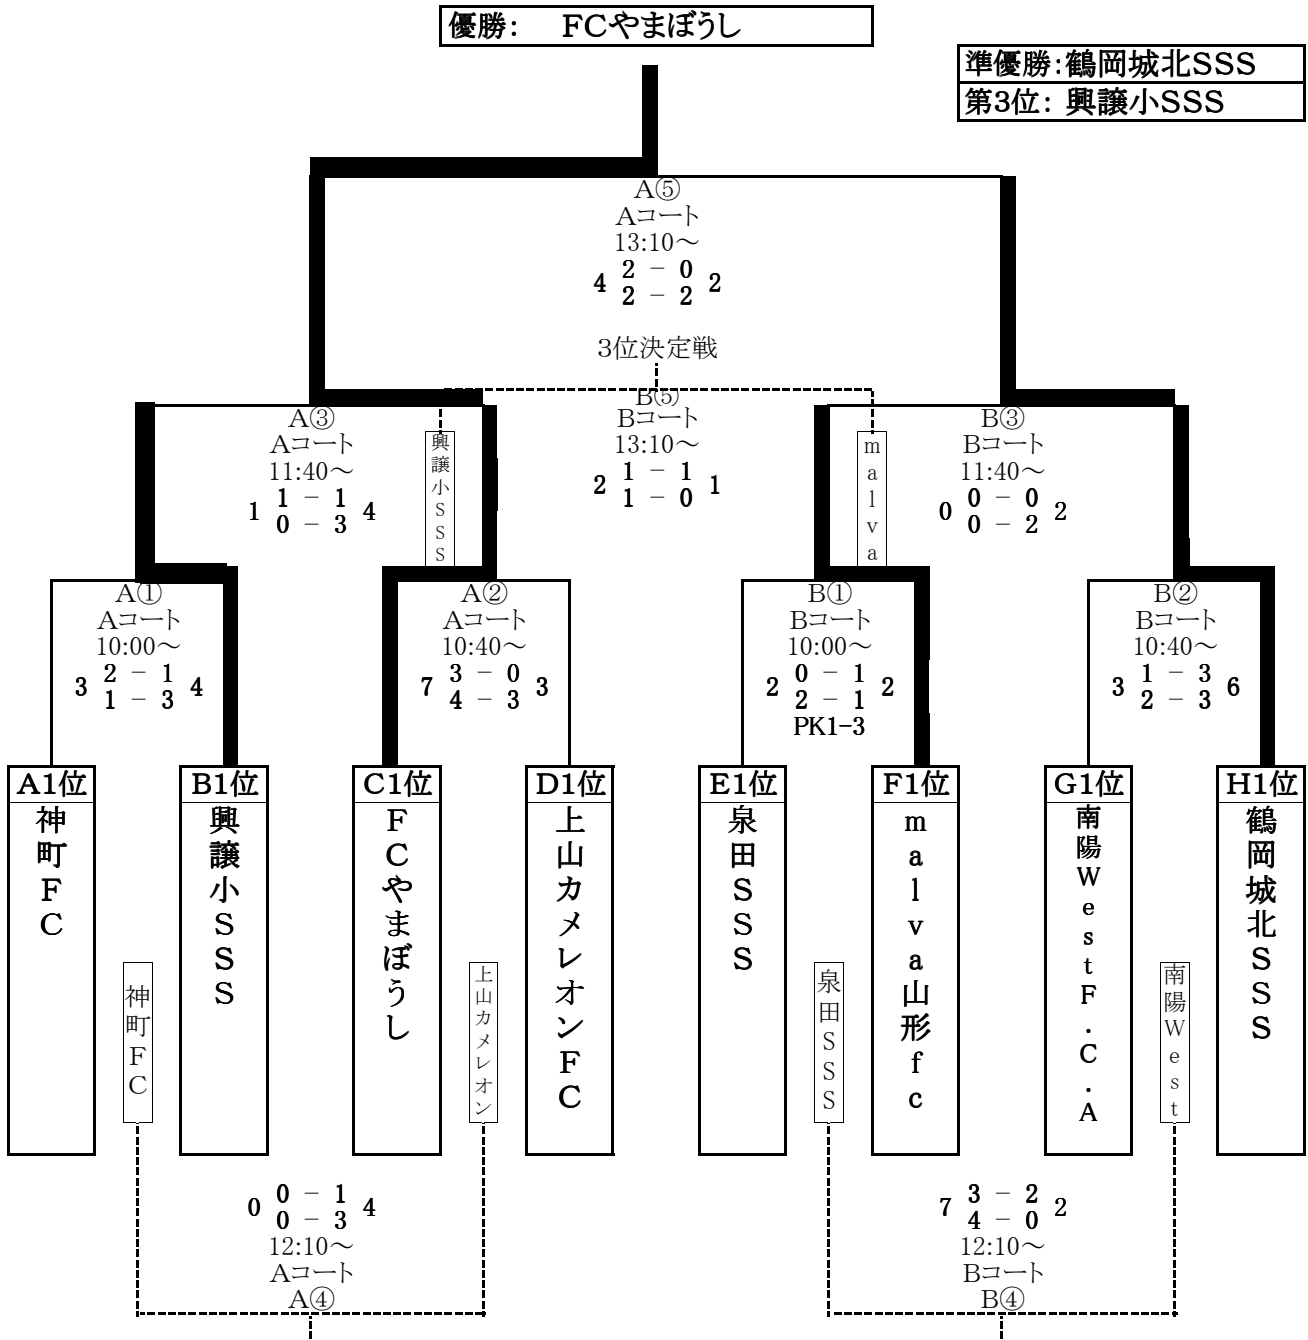 優勝： FCやまぼうし
準優勝：鶴岡城北SSS
第3位： 興譲小SSS
A⑤
Aコート
13:10～
4 2 － 0 2
2 － 2
3位決定戦
A③
Aコート
11:40～
1 1 － 1 4
0 － 3
興譲小SSS
B⑤
Bコート
13:10～
2 1 － 1 1
1 － 0
malva
B③
Bコート
11:40～
0 0 － 0 2
0 － 2
A①
Aコート
10:00～
3 2 － 1 4
1 － 3
A②
Aコート
10:40～
7 3 － 0 3
4 － 3
B①
Bコート
10:00～
2 0 － 1 2
2 － 1
PK1-3
B②
Bコート
10:40～
3 1 － 3 6
2 － 3
A1位
神町FC
B1位
興譲小SSS
C1位
FCやまぼうし
D1位
上山カメレオンFC
E1位
泉田SSS
F1位
malva山形fc
G1位
南陽WestF.C.A
H1位
鶴岡城北SSS
神町FC
上山カメレオン
泉田SSS
南陽West
0 0 － 1 4
0 － 3
12:10～
Aコート
A④
7 3 － 2 2
4 － 0
12:10～
Bコート
B④